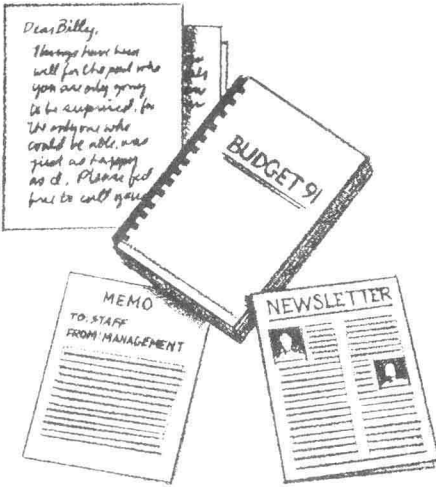 Dear Billy,
Things have been
well for the past who
you are only going
to be surprised, for
the only one who
could be able, was
just as happy
as d. Please feel
free to call your
BUDGET 91
MEMO
TO: STAFF
FROM: MANAGEMENT
NEWSLETTER